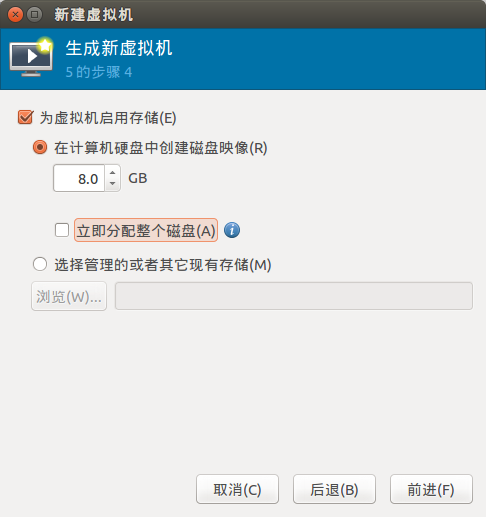 新建虚拟机
生成新虚拟机
5 的步骤 4
为虚拟机启用存储(E)
在计算机硬盘中创建磁盘映像(R)
8.0 GB
立即分配整个磁盘(A)
选择管理的或者其它现有存储(M)
浏览(W)...
取消(C) 后退(B) 前进(F)